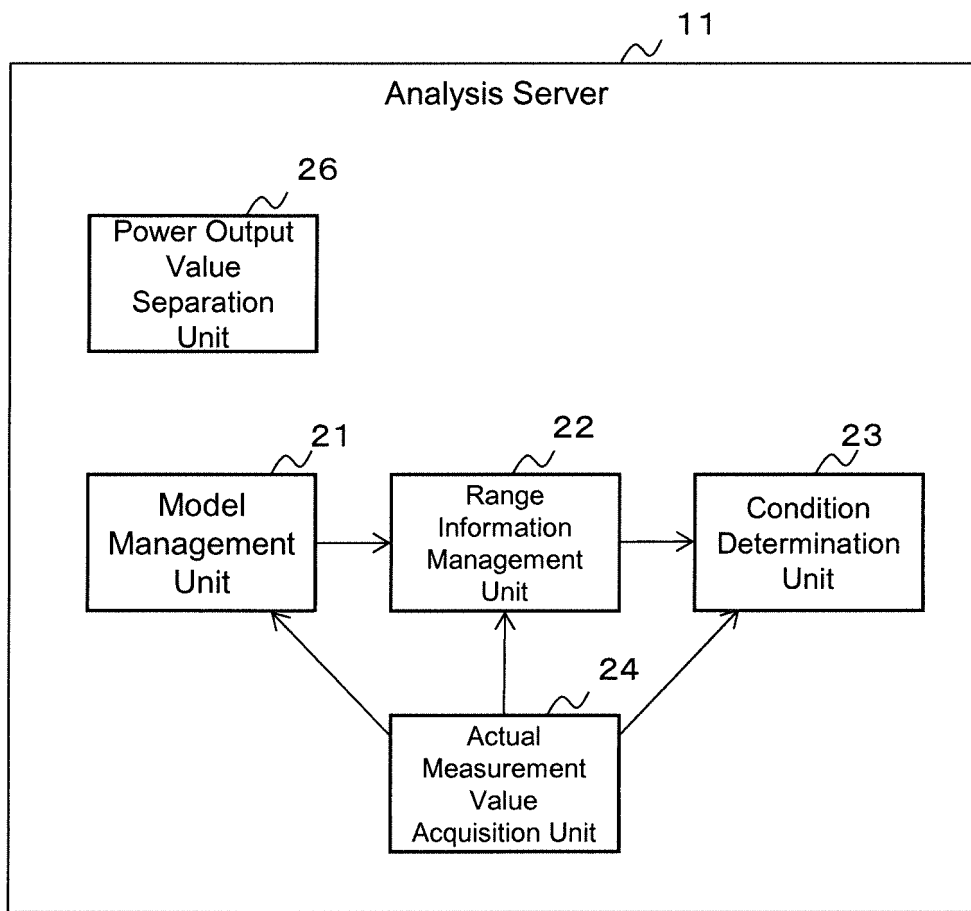 11
Analysis Server
26
Power Output
Value
Separation
Unit
21
Model
Management
Unit
22
Range
Information
Management
Unit
23
Condition
Determination
Unit
24
Actual
Measurement
Value
Acquisition Unit